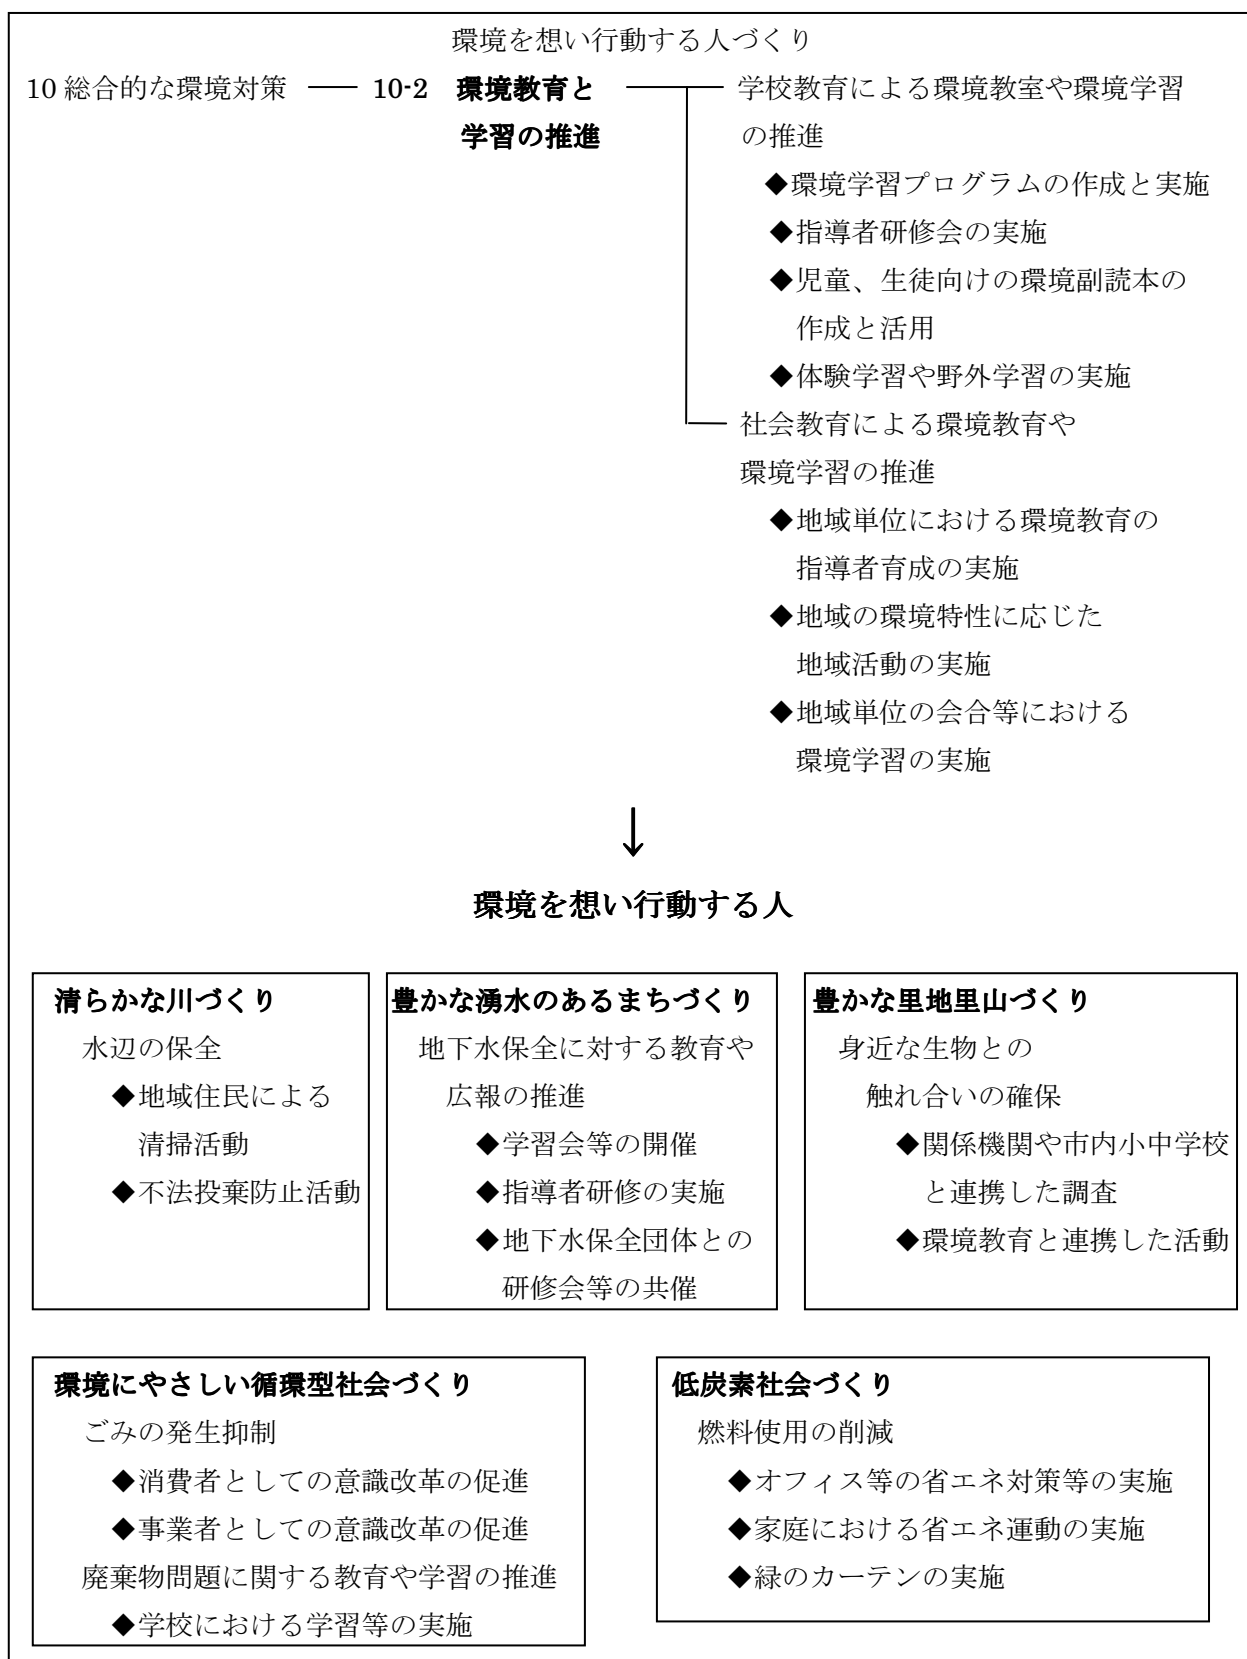 環境を想い行動する人づくり
10 総合的な環境対策 ── 10-2 環境教育と ── 学校教育による環境教室や環境学習
学習の推進 の推進
◆環境学習プログラムの作成と実施
◆指導者研修会の実施
◆児童、生徒向けの環境副読本の
作成と活用
◆体験学習や野外学習の実施
社会教育による環境教育や
環境学習の推進
◆地域単位における環境教育の
指導者育成の実施
◆地域の環境特性に応じた
地域活動の実施
◆地域単位の会合等における
環境学習の実施
↓
環境を想い行動する人
清らかな川づくり
水辺の保全
◆地域住民による
清掃活動
◆不法投棄防止活動
豊かな湧水のあるまちづくり
地下水保全に対する教育や
広報の推進
◆学習会等の開催
◆指導者研修の実施
◆地下水保全団体との
研修会等の共催
豊かな里地里山づくり
身近な生物との
触れ合いの確保
◆関係機関や市内小中学校
と連携した調査
◆環境教育と連携した活動
環境にやさしい循環型社会づくり
ごみの発生抑制
◆消費者としての意識改革の促進
◆事業者としての意識改革の促進
廃棄物問題に関する教育や学習の推進
◆学校における学習等の実施
低炭素社会づくり
燃料使用の削減
◆オフィス等の省エネ対策等の実施
◆家庭における省エネ運動の実施
◆緑のカーテンの実施